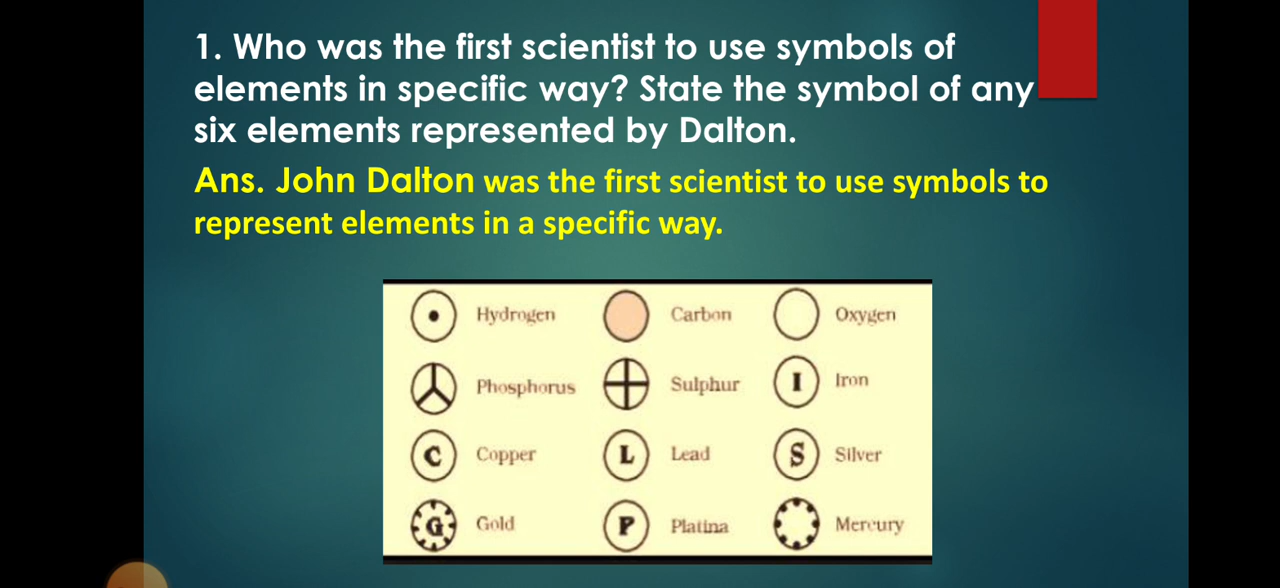 1. Who was the first scientist to use symbols of
elements in specific way? State the symbol of any
six elements represented by Dalton.
Ans. John Dalton was the first scientist to use symbols to
represent elements in a specific way.
Hydrogen Carbon Oxygen
Phosphorus Sulphur I Iron
C Copper L Lead S Silver
G Gold P Platina Mercury